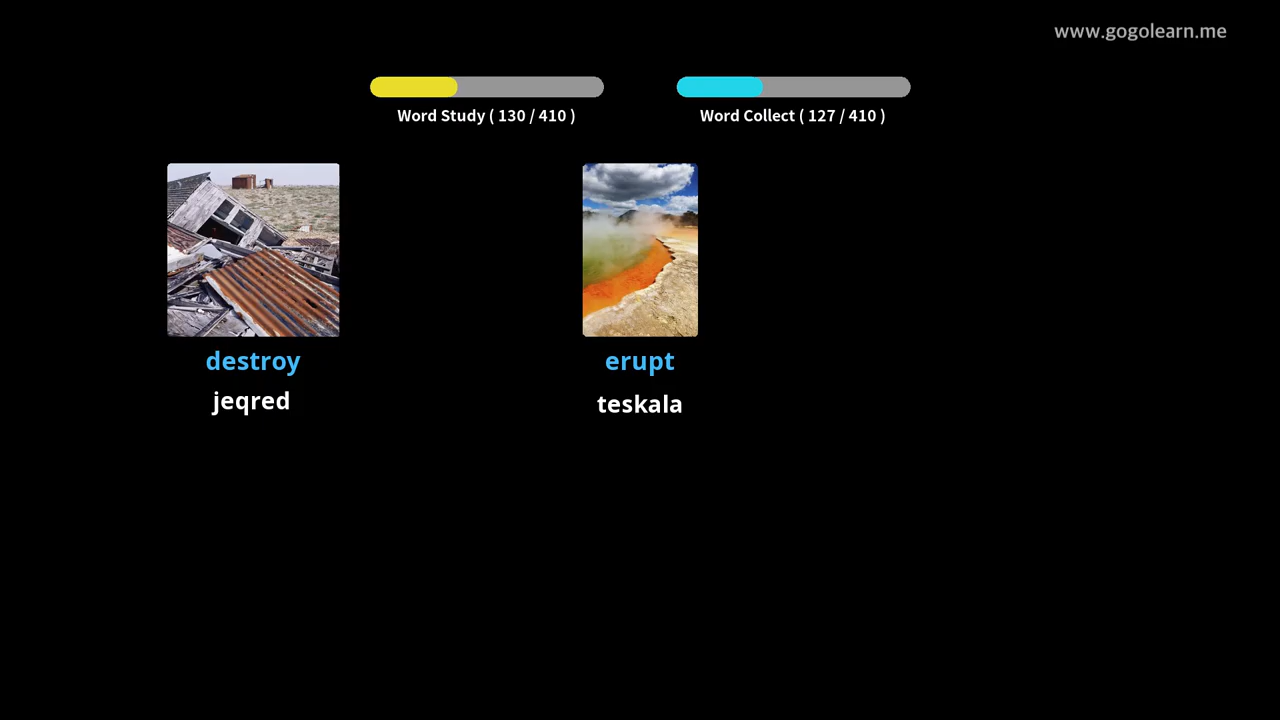 www.gogolearn.me
Word Study ( 130 / 410 )
Word Collect ( 127 / 410 )
destroy
jeqred
erupt
teskala